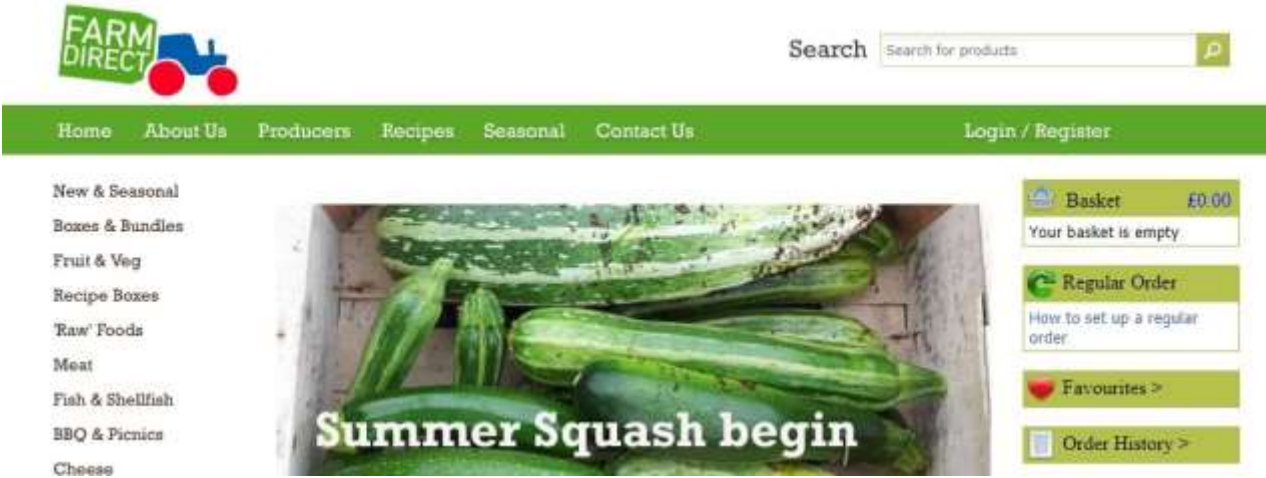 FARM
DIRECT
Search
Search for products
Home
About Us
Producers
Recipes
Seasonal
Contact Us
Login / Register
New & Seasonal
Boxes & Bundles
Fruit & Veg
Recipe Boxes
'Raw' Foods
Meat
Fish & Shellfish
BBQ & Picnics
Cheese
Summer Squash begin
Basket £0.00
Your basket is empty
Regular Order
How to set up a regular
order
Favourites >
Order History >